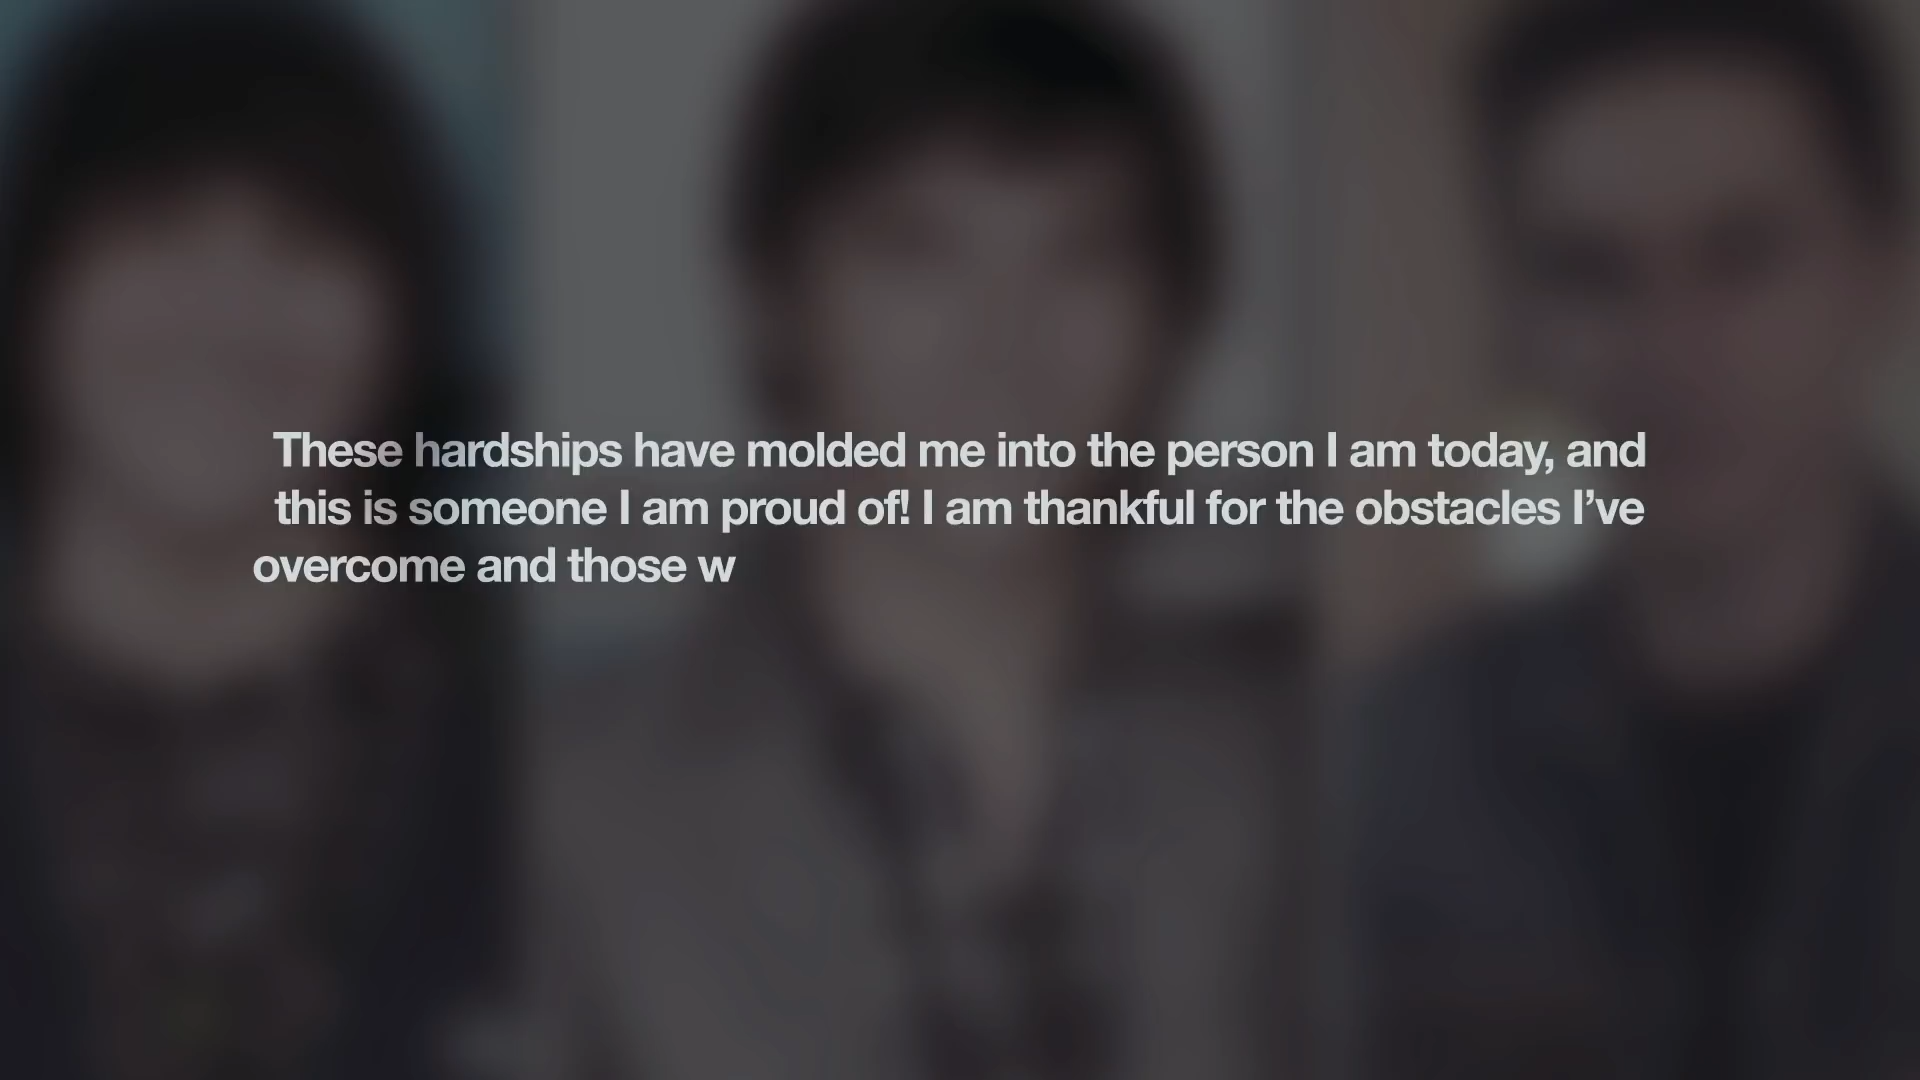 These hardships have molded me into the person I am today, and
this is someone I am proud of! I am thankful for the obstacles I’ve
overcome and those w